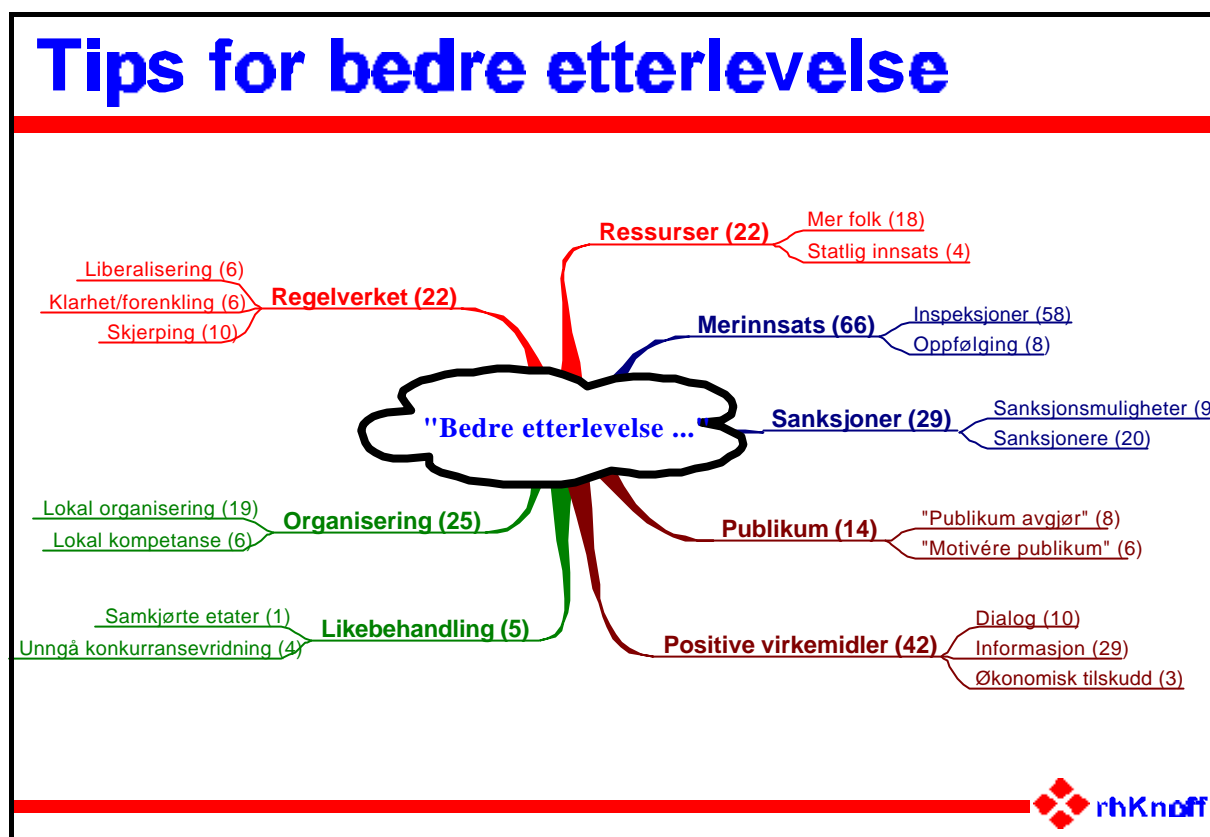 Tips for bedre etterlevelse
Ressurser (22)
Mer folk (18)
Statlig innsats (4)
Liberalisering (6)
Klarhet/forenkling (6)
Skjerping (10)
Regelverket (22)
Merinnsats (66)
Inspeksjoner (58)
Oppfølging (8)
"Bedre etterlevelse ..."
Sanksjoner (29)
Sanksjonsmuligheter (9
Sanksjonere (20)
Lokal organisering (19)
Lokal kompetanse (6)
Organisering (25)
Publikum (14)
"Publikum avgjør" (8)
"Motivére publikum" (6)
Samkjørte etater (1)
Unngå konkurransevridning (4)
Likebehandling (5)
Positive virkemidler (42)
Dialog (10)
Informasjon (29)
Økonomisk tilskudd (3)
rhKnoff